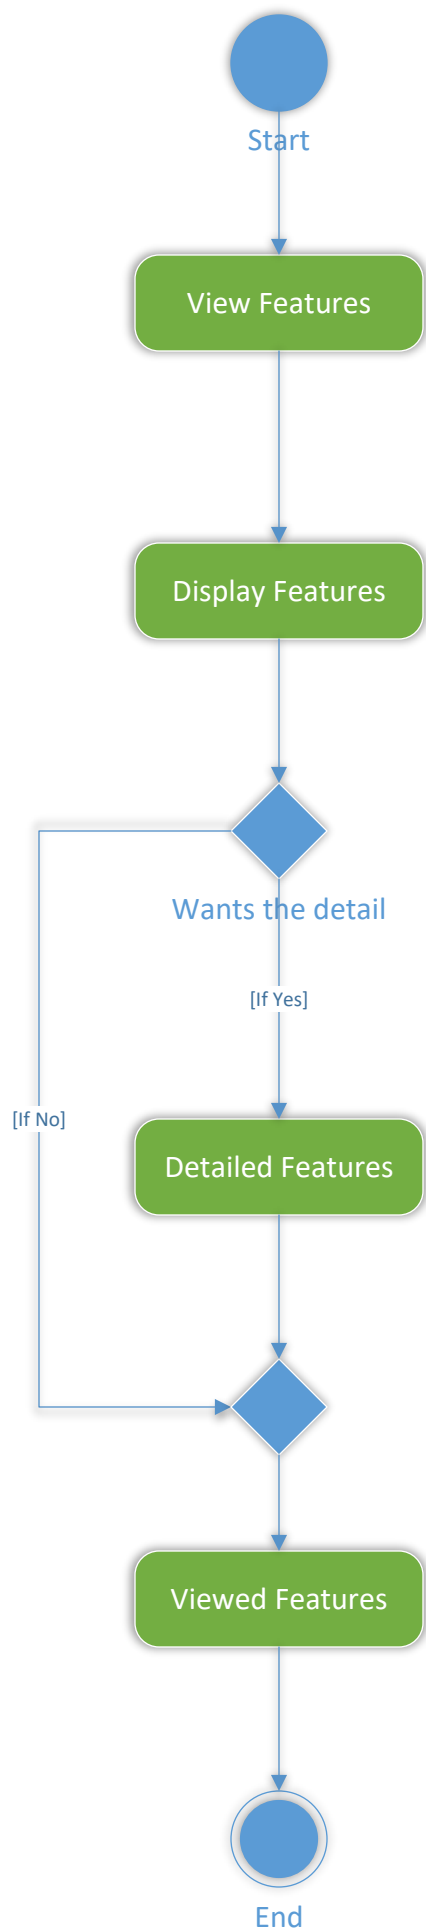 Start
View Features
Display Features
Wants the detail
[If Yes]
[If No]
Detailed Features
Viewed Features
End